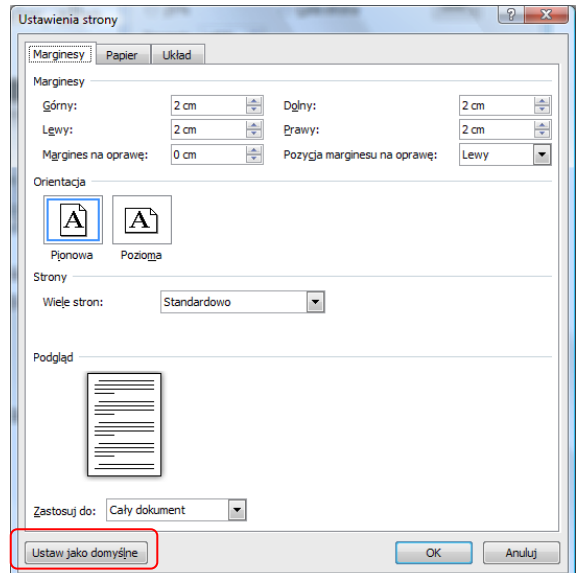 Ustawienia strony
Marginesy Papier Układ
Marginesy
Górny: 2 cm Dolny: 2 cm
Lewy: 2 cm Prawy: 2 cm
Margines na oprawę: 0 cm Pozycja marginesu na oprawę: Lewy
Orientacja
A A
Pionowa Pozioma
Strony
Wiele stron: Standardowo
Podgląd
Zastosuj do: Cały dokument
Ustaw jako domyślne OK Anuluj